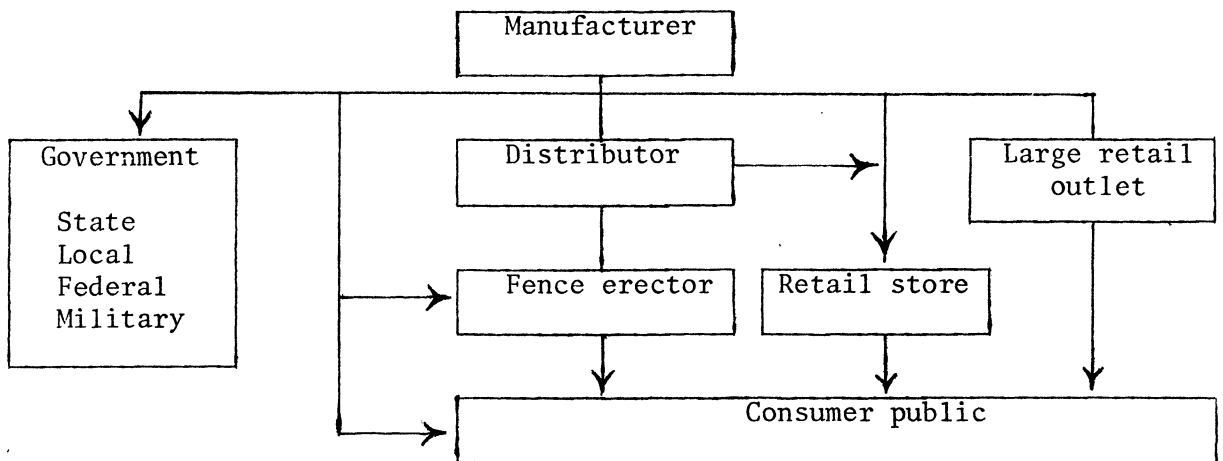 Manufacturer
Government
State
Local
Federal
Military
Distributor
Large retail
outlet
Fence erector
Retail store
Consumer public